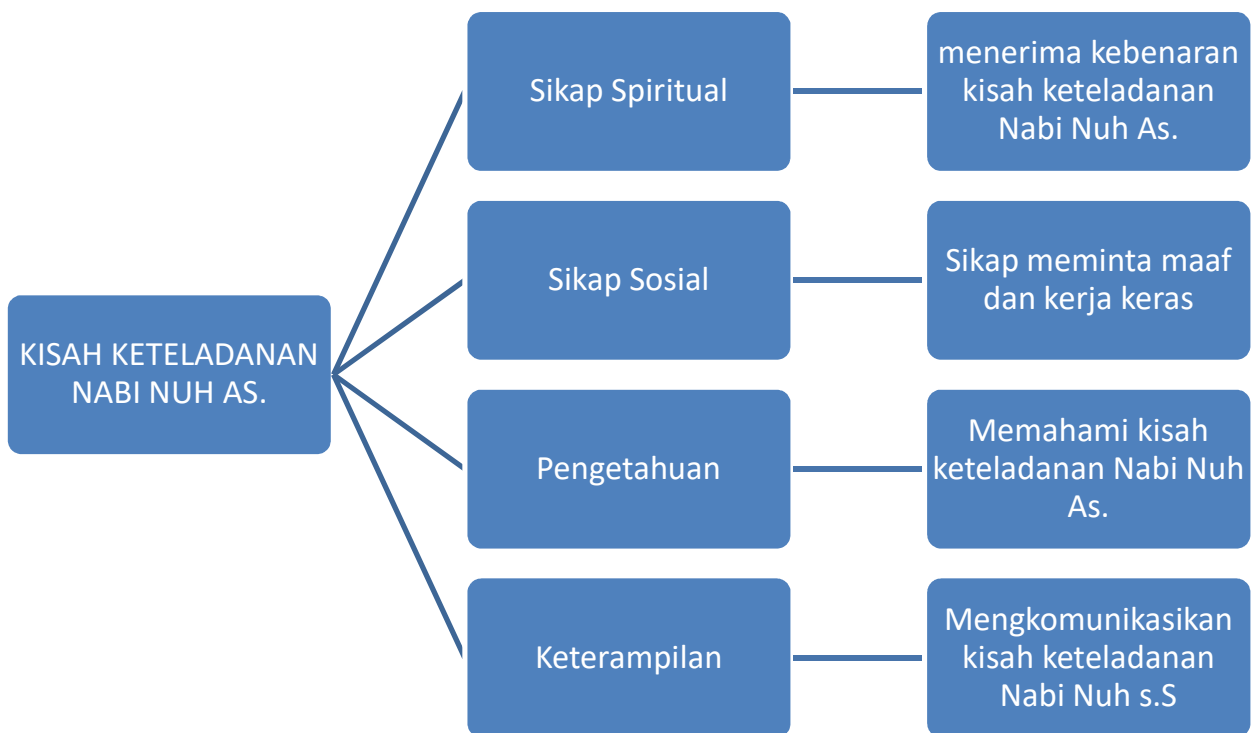 KISAH KETELADANAN
NABI NUH AS.
Sikap Spiritual
menerima kebenaran
kisah keteladanan
Nabi Nuh As.
Sikap Sosial
Sikap meminta maaf
dan kerja keras
Pengetahuan
Memahami kisah
keteladanan Nabi Nuh
As.
Keterampilan
Mengkomunikasikan
kisah keteladanan
Nabi Nuh s.S